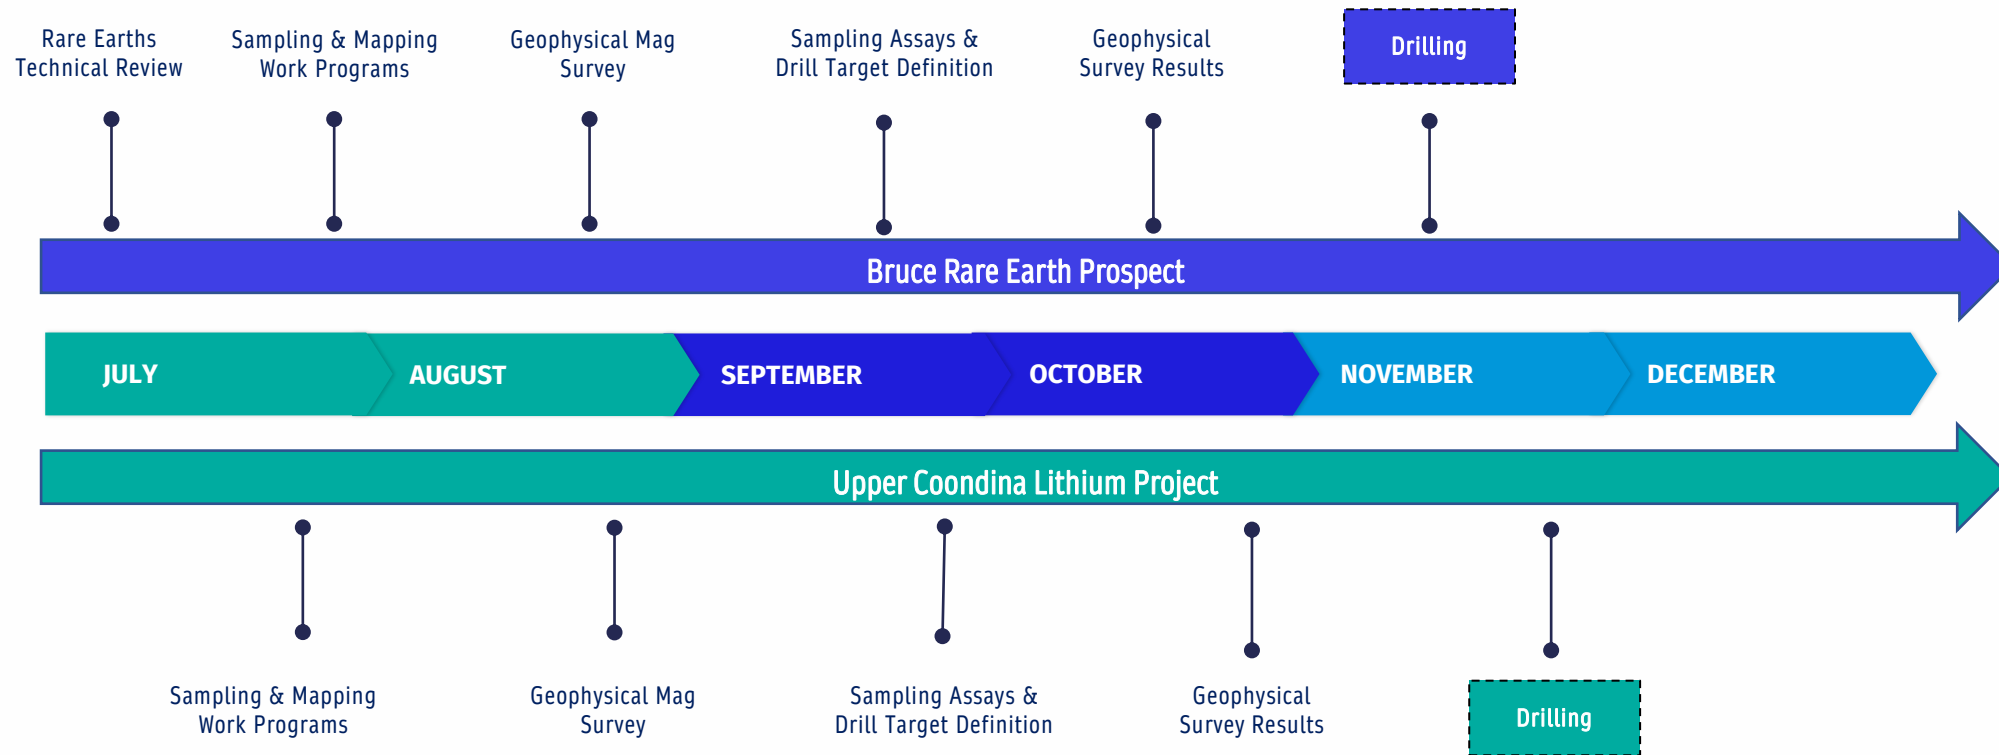 Rare Earths
Technical Review
Sampling & Mapping
Work Programs
Geophysical Mag
Survey
Sampling Assays &
Drill Target Definition
Geophysical
Survey Results
Drilling
Bruce Rare Earth Prospect
JULY
AUGUST
SEPTEMBER
OCTOBER
NOVEMBER
DECEMBER
Upper Coondina Lithium Project
Sampling & Mapping
Work Programs
Geophysical Mag
Survey
Sampling Assays &
Drill Target Definition
Geophysical
Survey Results
Drilling